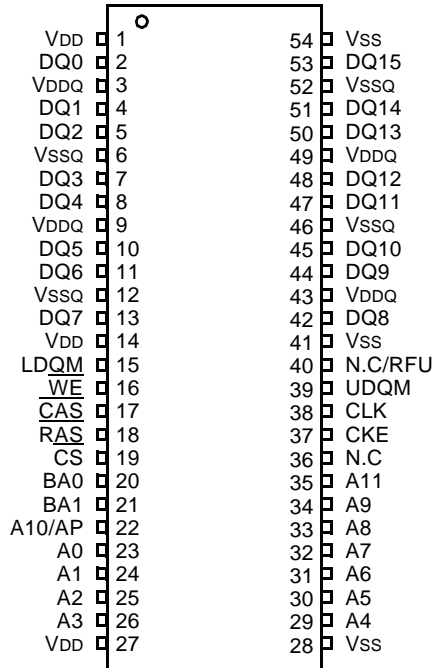 VDD 1 54 VSS
DQ0 2 53 DQ15
VDDQ 3 52 VSSQ
DQ1 4 51 DQ14
DQ2 5 50 DQ13
VSSQ 6 49 VDDQ
DQ3 7 48 DQ12
DQ4 8 47 DQ11
VDDQ 9 46 VSSQ
DQ5 10 45 DQ10
DQ6 11 44 DQ9
VSSQ 12 43 VDDQ
DQ7 13 42 DQ8
VDD 14 41 VSS
LDQM 15 40 N.C/RFU
WE 16 39 UDQM
CAS 17 38 CLK
RAS 18 37 CKE
CS 19 36 N.C
BA0 20 35 A11
BA1 21 34 A9
A10/AP 22 33 A8
A0 23 32 A7
A1 24 31 A6
A2 25 30 A5
A3 26 29 A4
VDD 27 28 VSS